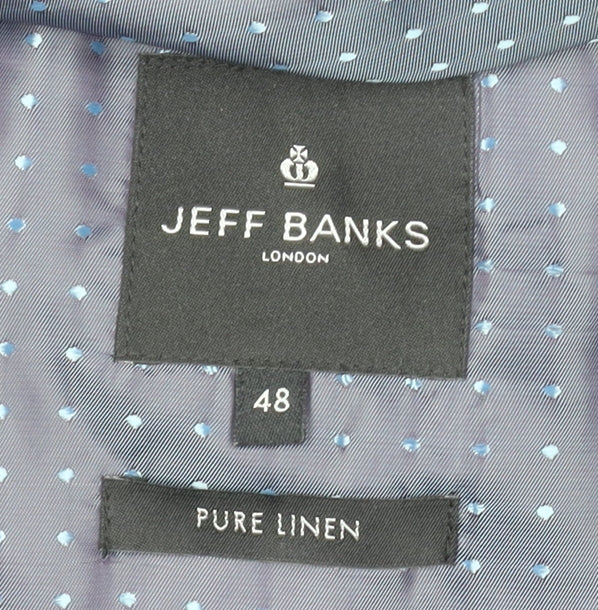 JEFF BANKS
LONDON
48
PURE LINEN